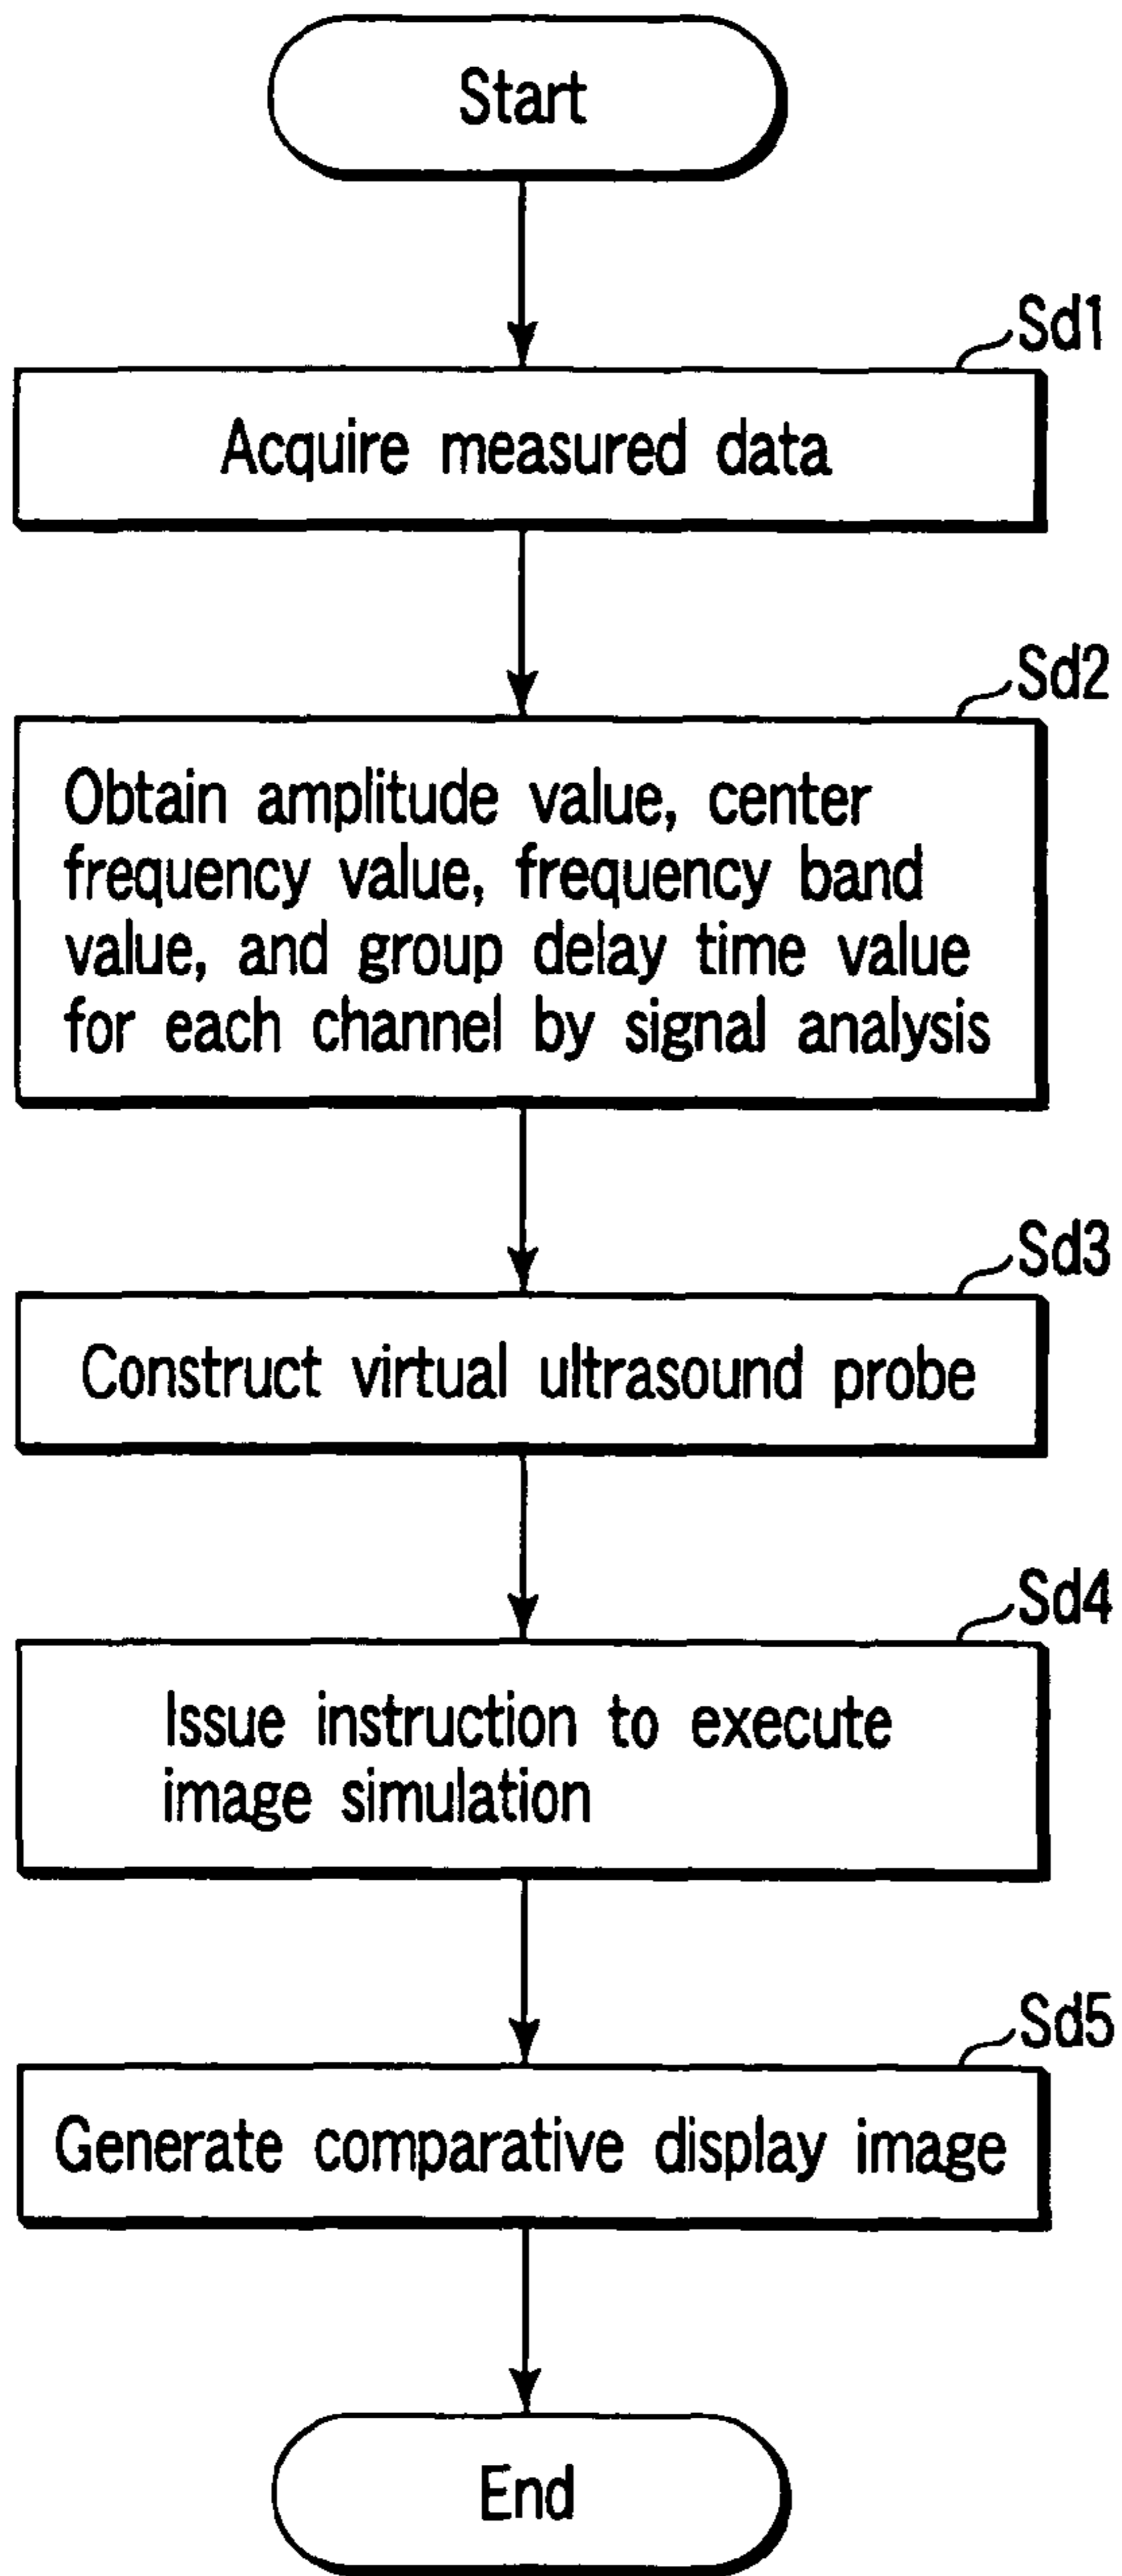 Start
Sd1
Acquire measured data
Sd2
Obtain amplitude value, center
frequency value, frequency band
value, and group delay time value
for each channel by signal analysis
Sd3
Construct virtual ultrasound probe
Sd4
Issue instruction to execute
image simulation
Sd5
Generate comparative display image
End